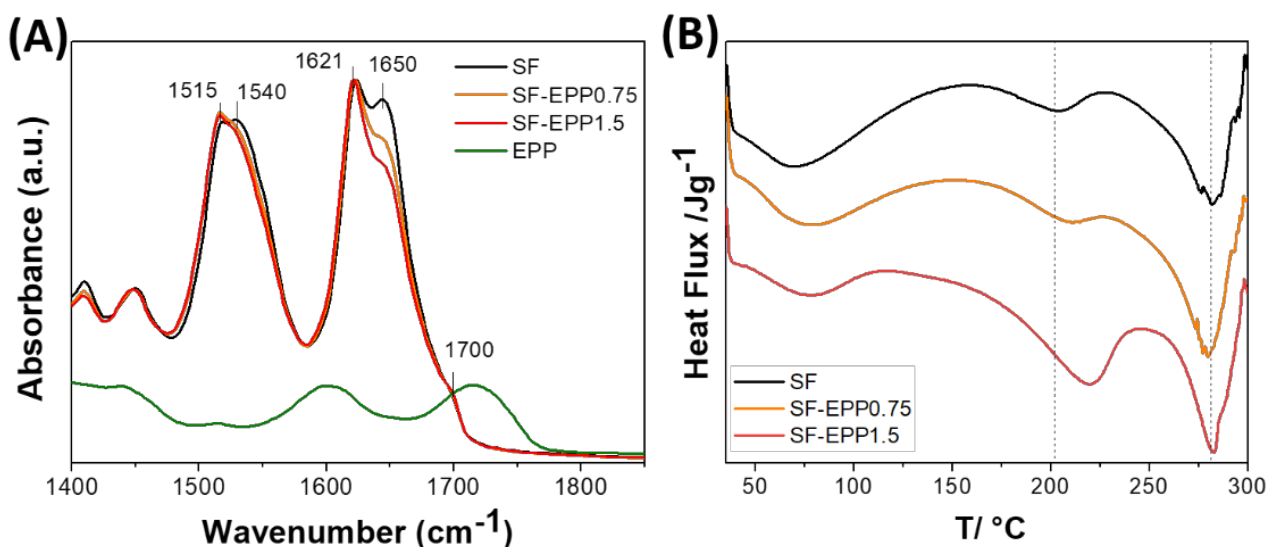 (A)
Absorbance (a.u.)
1515
1540
1621
1650
1700
SF
SF-EPP0.75
SF-EPP1.5
EPP
1400
1500
1600
1700
1800
Wavenumber (cm⁻¹)
(B)
Heat Flux /Jg⁻¹
SF
SF-EPP0.75
SF-EPP1.5
50
100
150
200
250
300
T/ °C